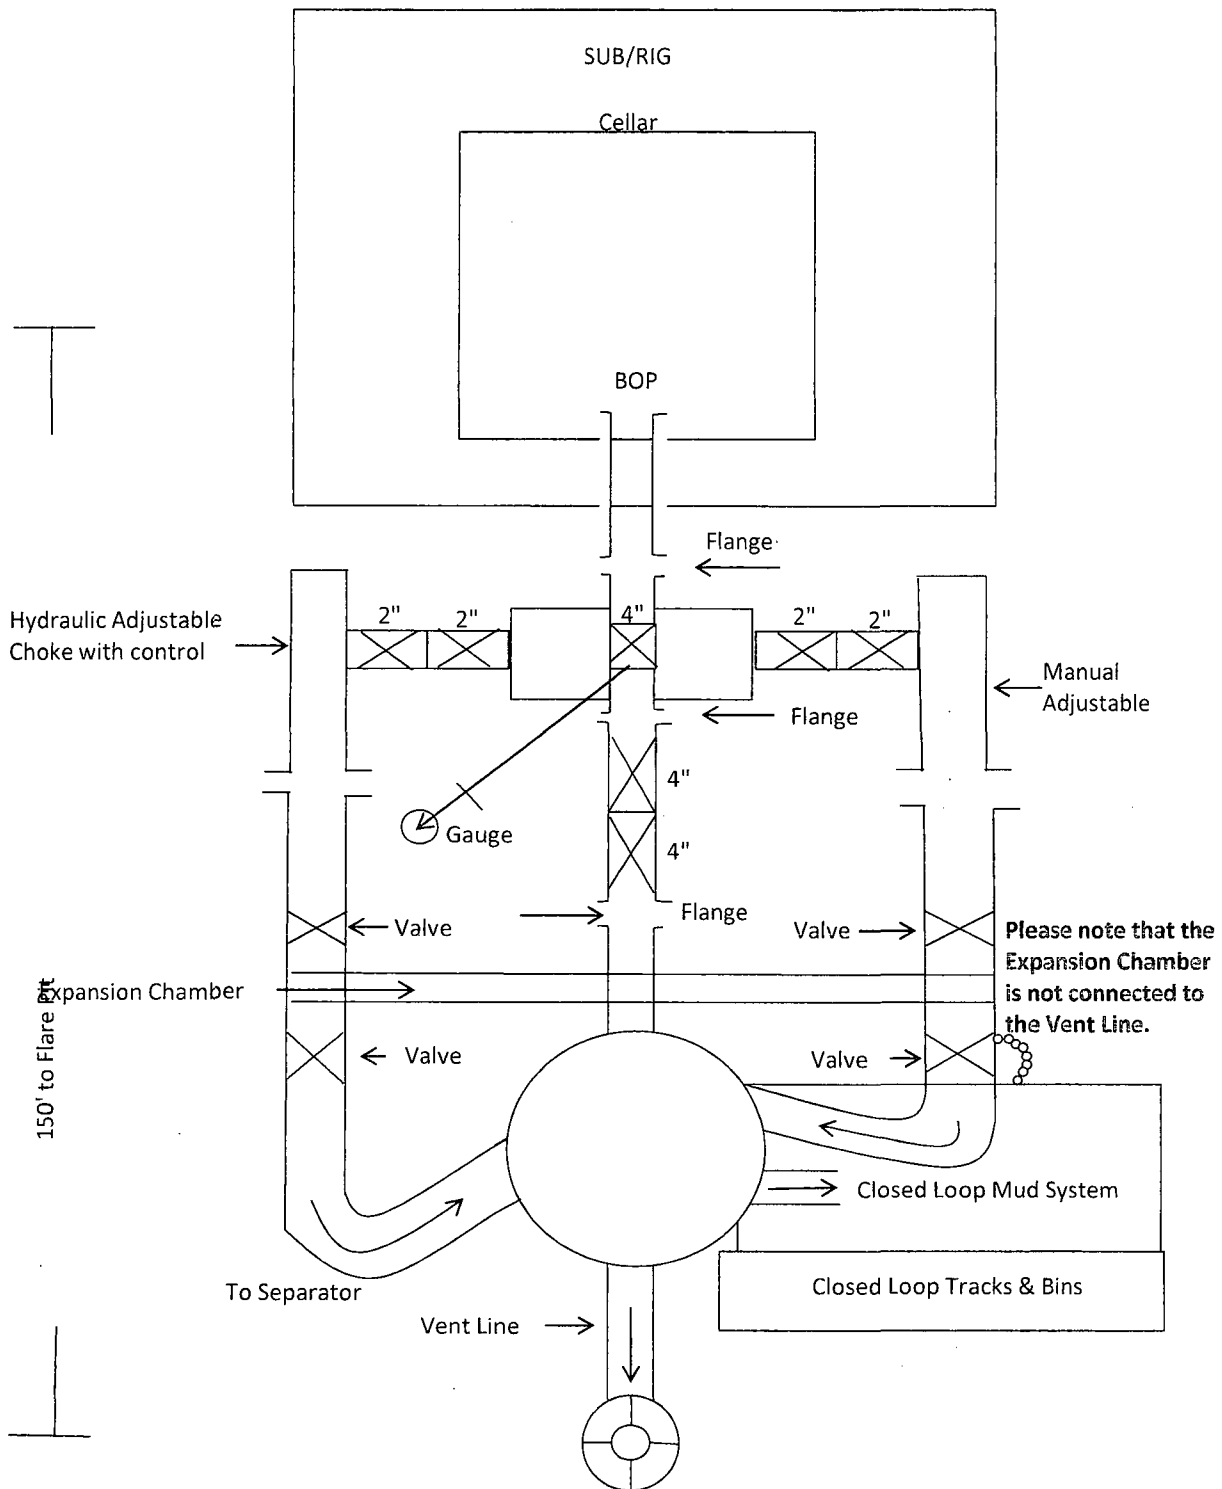 SUB/RIG
Cellar
BOP
Flange
4"
2"
2"
2"
2"
Hydraulic Adjustable
Choke with control
Manual
Adjustable
Flange
4"
Gauge
4"
Flange
Valve
Valve
Please note that the
Expansion Chamber
is not connected to
the Vent Line.
Expansion Chamber
Valve
Valve
150' to Flare Pit
Closed Loop Mud System
To Separator
Closed Loop Tracks & Bins
Vent Line